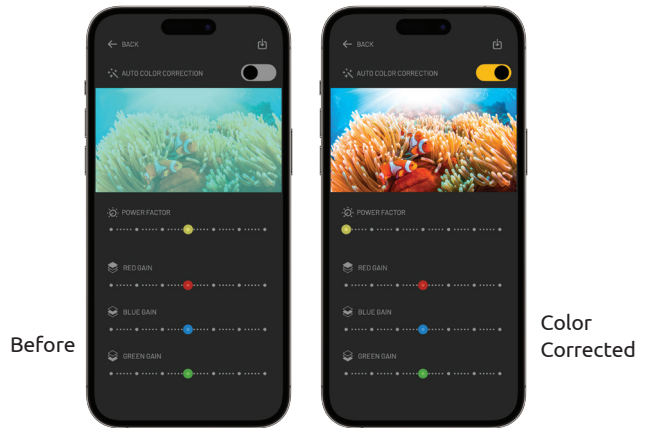 BACK
AUTO COLOR CORRECTION
POWER FACTOR
RED GAIN
BLUE GAIN
GREEN GAIN
Before
BACK
AUTO COLOR CORRECTION
POWER FACTOR
RED GAIN
BLUE GAIN
GREEN GAIN
Color
Corrected